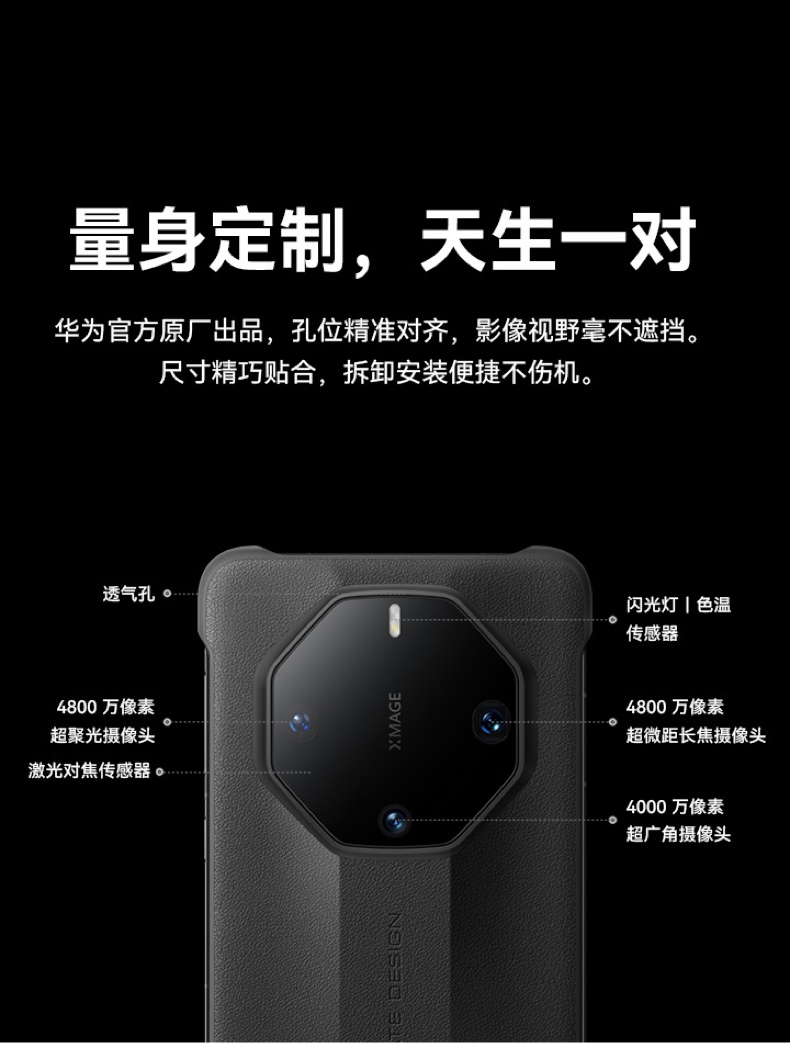 量身定制，天生一对
华为官方原厂出品，孔位精准对齐，影像视野毫不遮挡。
尺寸精巧贴合，拆卸安装便捷不伤机。
透气孔
闪光灯 | 色温
传感器
4800 万像素
超聚光摄像头
4800 万像素
超微距长焦摄像头
激光对焦传感器
4000 万像素
超广角摄像头
XMAGE
ATE DESIGN